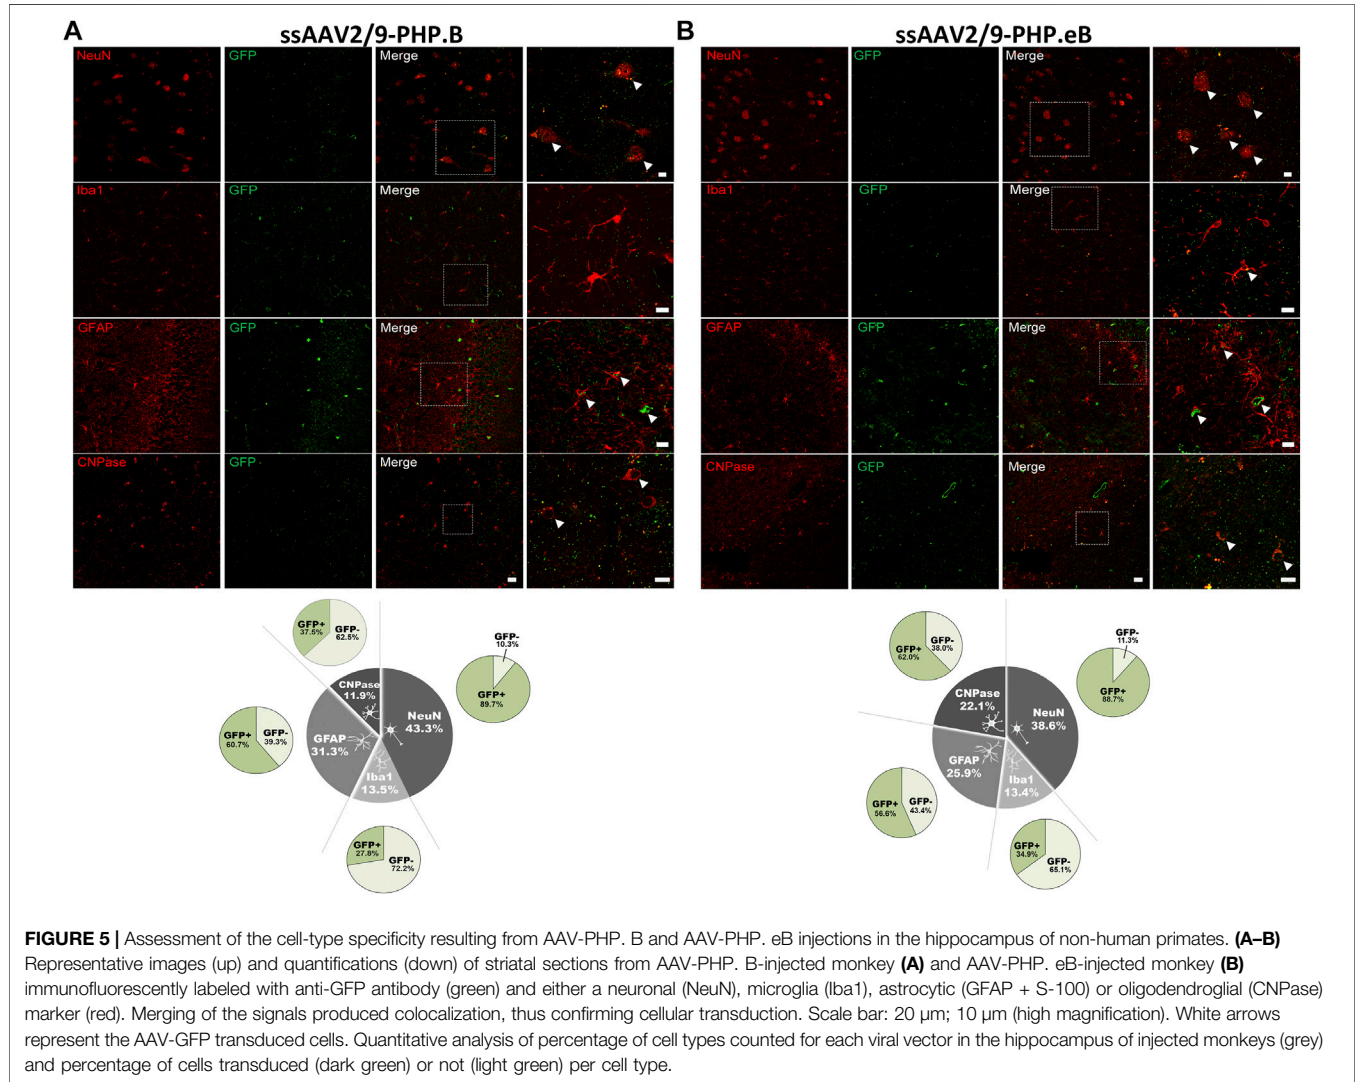 A
ssAAV2/9-PHP.B
NeuN
GFP
Merge
Iba1
GFP
Merge
GFAP
GFP
Merge
CNPase
GFP
Merge
GFP+
37.5%
GFP-
62.5%
GFP-
10.3%
GFP+
89.7%
CNPase
11.9%
NeuN
43.3%
GFAP
31.3%
Iba1
13.5%
GFP+
60.7%
GFP-
39.3%
GFP+
27.8%
GFP-
72.2%
B
ssAAV2/9-PHP.eB
NeuN
GFP
Merge
Iba1
GFP
Merge
GFAP
GFP
Merge
CNPase
GFP
Merge
GFP+
62.0%
GFP-
38.0%
GFP-
11.3%
GFP+
88.7%
CNPase
22.1%
NeuN
38.6%
GFAP
25.9%
Iba1
13.4%
GFP+
56.6%
GFP-
43.4%
GFP+
34.9%
GFP-
65.1%
FIGURE 5 | Assessment of the cell-type specificity resulting from AAV-PHP. B and AAV-PHP. eB injections in the hippocampus of non-human primates. (A–B)
Representative images (up) and quantifications (down) of striatal sections from AAV-PHP. B-injected monkey (A) and AAV-PHP. eB-injected monkey (B)
immunofluorescently labeled with anti-GFP antibody (green) and either a neuronal (NeuN), microglia (Iba1), astrocytic (GFAP + S-100) or oligodendroglial (CNPase)
marker (red). Merging of the signals produced colocalization, thus confirming cellular transduction. Scale bar: 20 µm; 10 µm (high magnification). White arrows
represent the AAV-GFP transduced cells. Quantitative analysis of percentage of cell types counted for each viral vector in the hippocampus of injected monkeys (grey)
and percentage of cells transduced (dark green) or not (light green) per cell type.